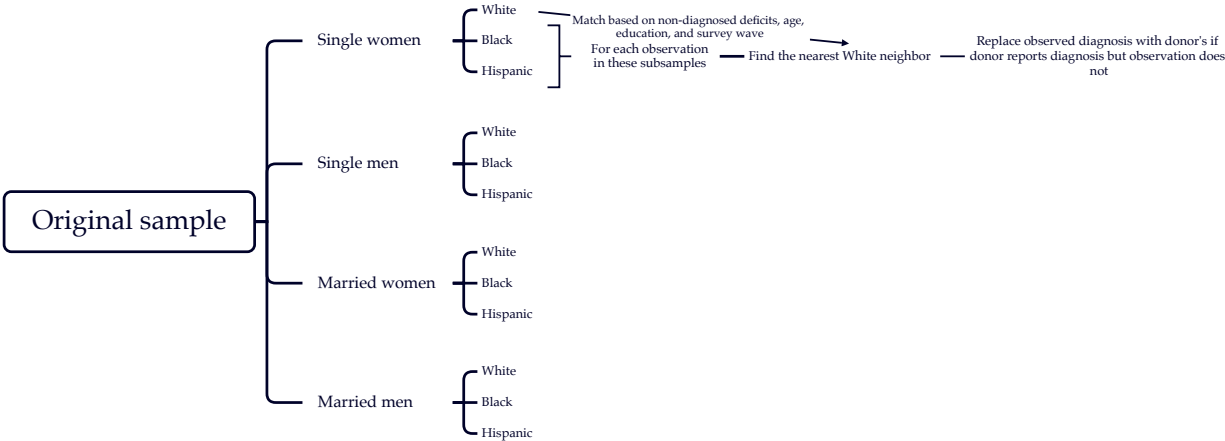 Original sample
Single women
White
Black
Hispanic
Match based on non-diagnosed deficits, age,
education, and survey wave
For each observation
in these subsamples
Find the nearest White neighbor
Replace observed diagnosis with donor's if
donor reports diagnosis but observation does
not
Single men
White
Black
Hispanic
Married women
White
Black
Hispanic
Married men
White
Black
Hispanic